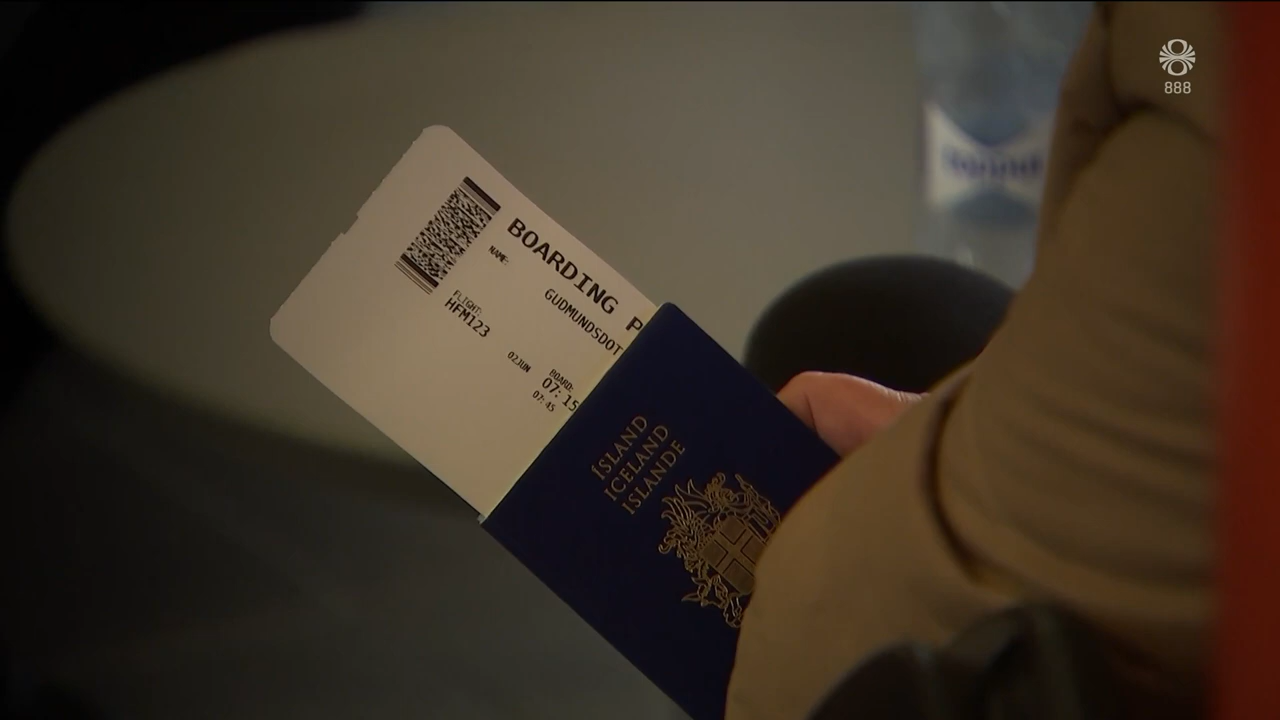 888
BOARDING P
NAME:
GUDMUNDSDOT
FLIGHT:
HFM123
02JUN
BOARD:
07:15
07:45
ÍSLAND
ICELAND
ISLANDE